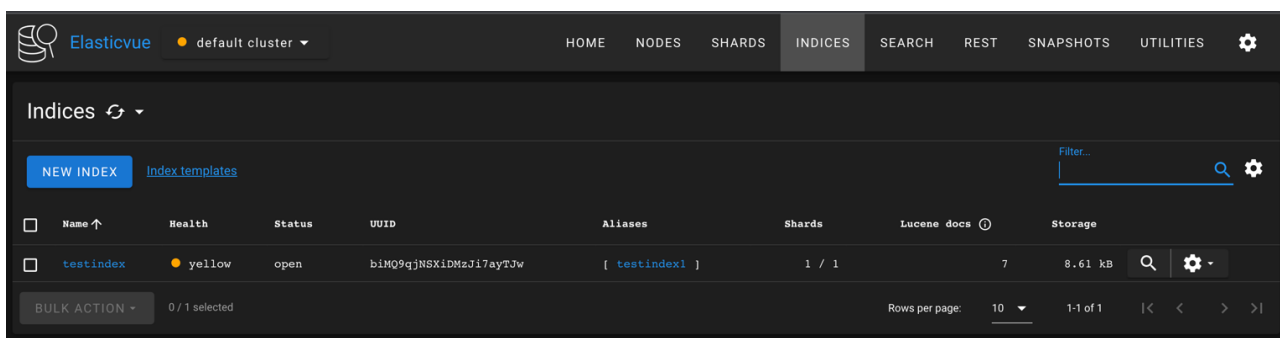 Elasticvue default cluster HOME NODES SHARDS INDICES SEARCH REST SNAPSHOTS UTILITIES
Indices
Filter...
NEW INDEX Index templates
Name Health Status UUID Aliases Shards Lucene docs Storage
testindex yellow open biMQ9qjNSXiDMzJi7ayTJw [ testindex1 ] 1 / 1 7 8.61 kB
BULK ACTION 0 / 1 selected Rows per page: 10 1-1 of 1